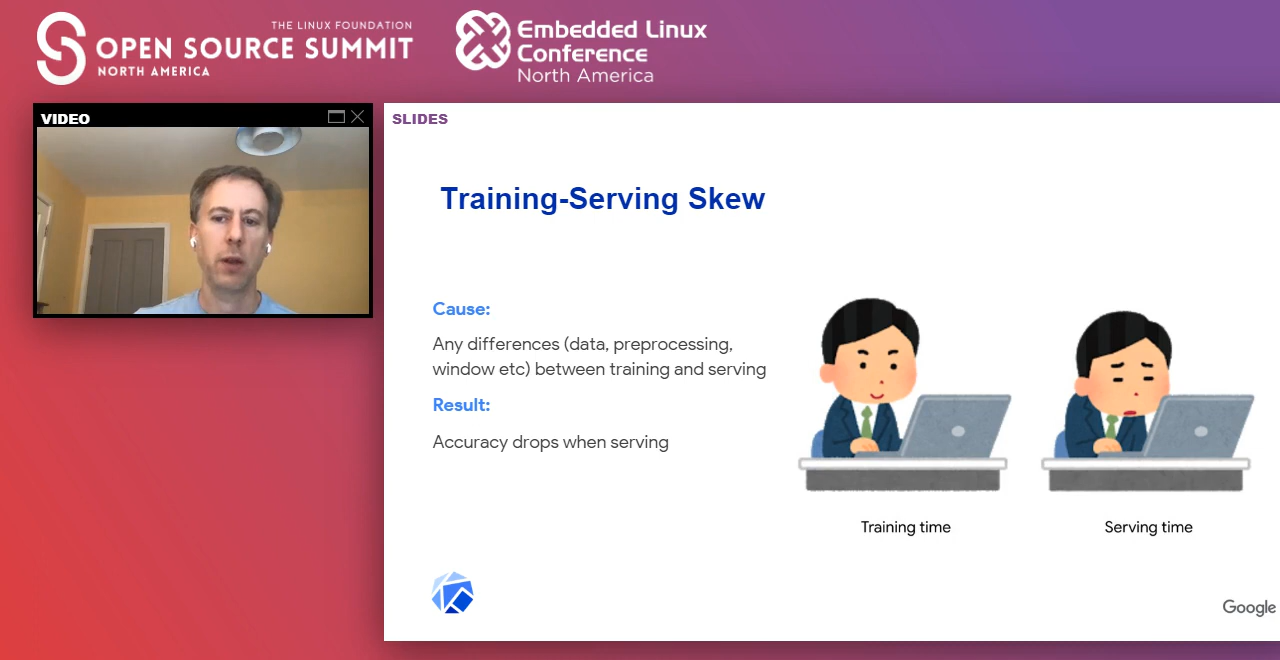 THE LINUX FOUNDATION
OPEN SOURCE SUMMIT
NORTH AMERICA
Embedded Linux
Conference
North America
VIDEO
SLIDES
Training-Serving Skew
Cause:
Any differences (data, preprocessing,
window etc) between training and serving
Result:
Accuracy drops when serving
Training time
Serving time
Google